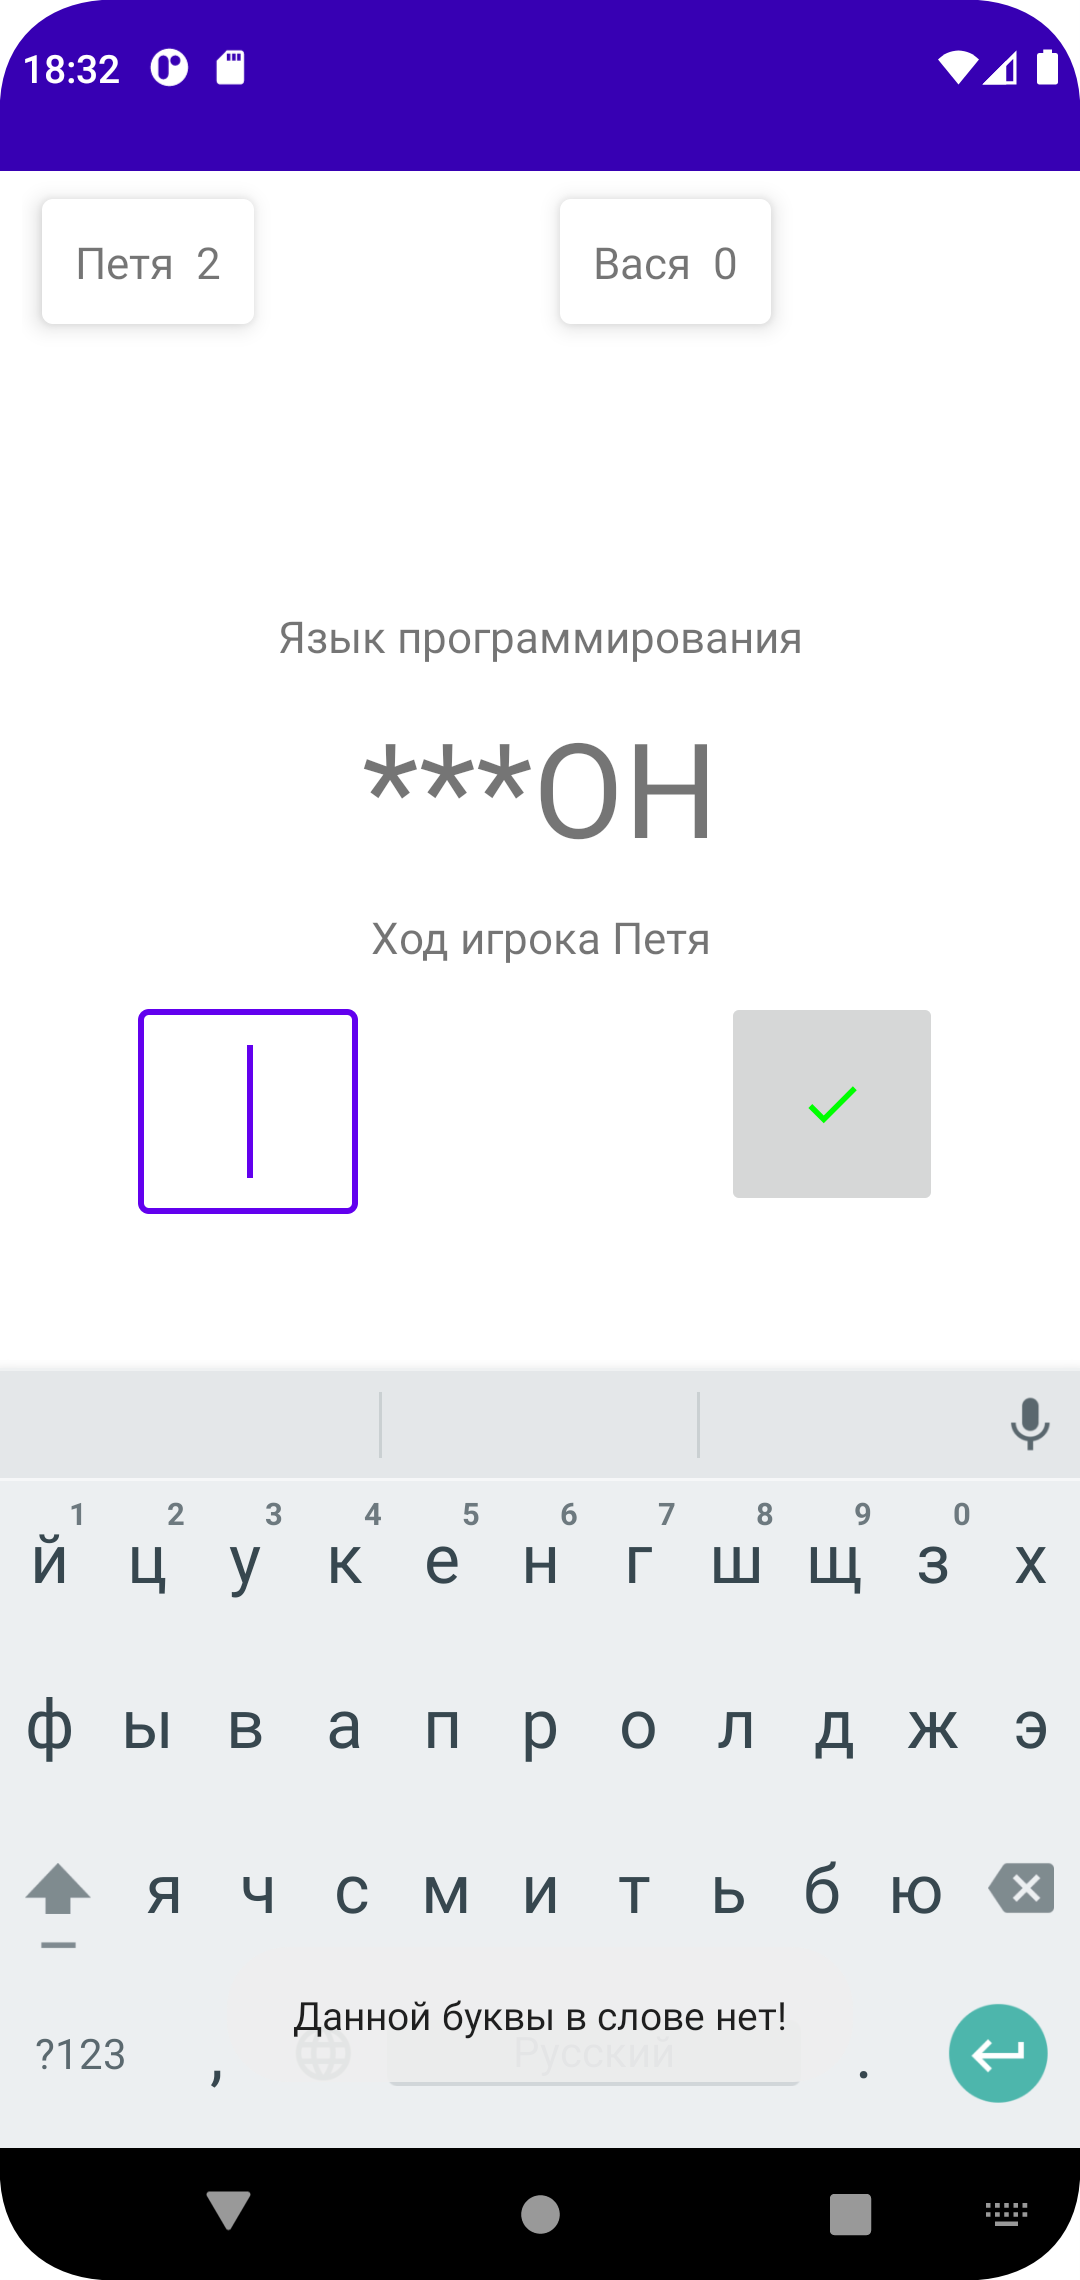 18:32
Петя 2
Вася 0
Язык программирования
***ОН
Ход игрока Петя
1 2 3 4 5 6 7 8 9 0
й ц у к е н г ш щ з х
ф ы в а п р о л д ж э
я ч с м и т ь б ю
Данной буквы в слове нет!
?123 , Русский .